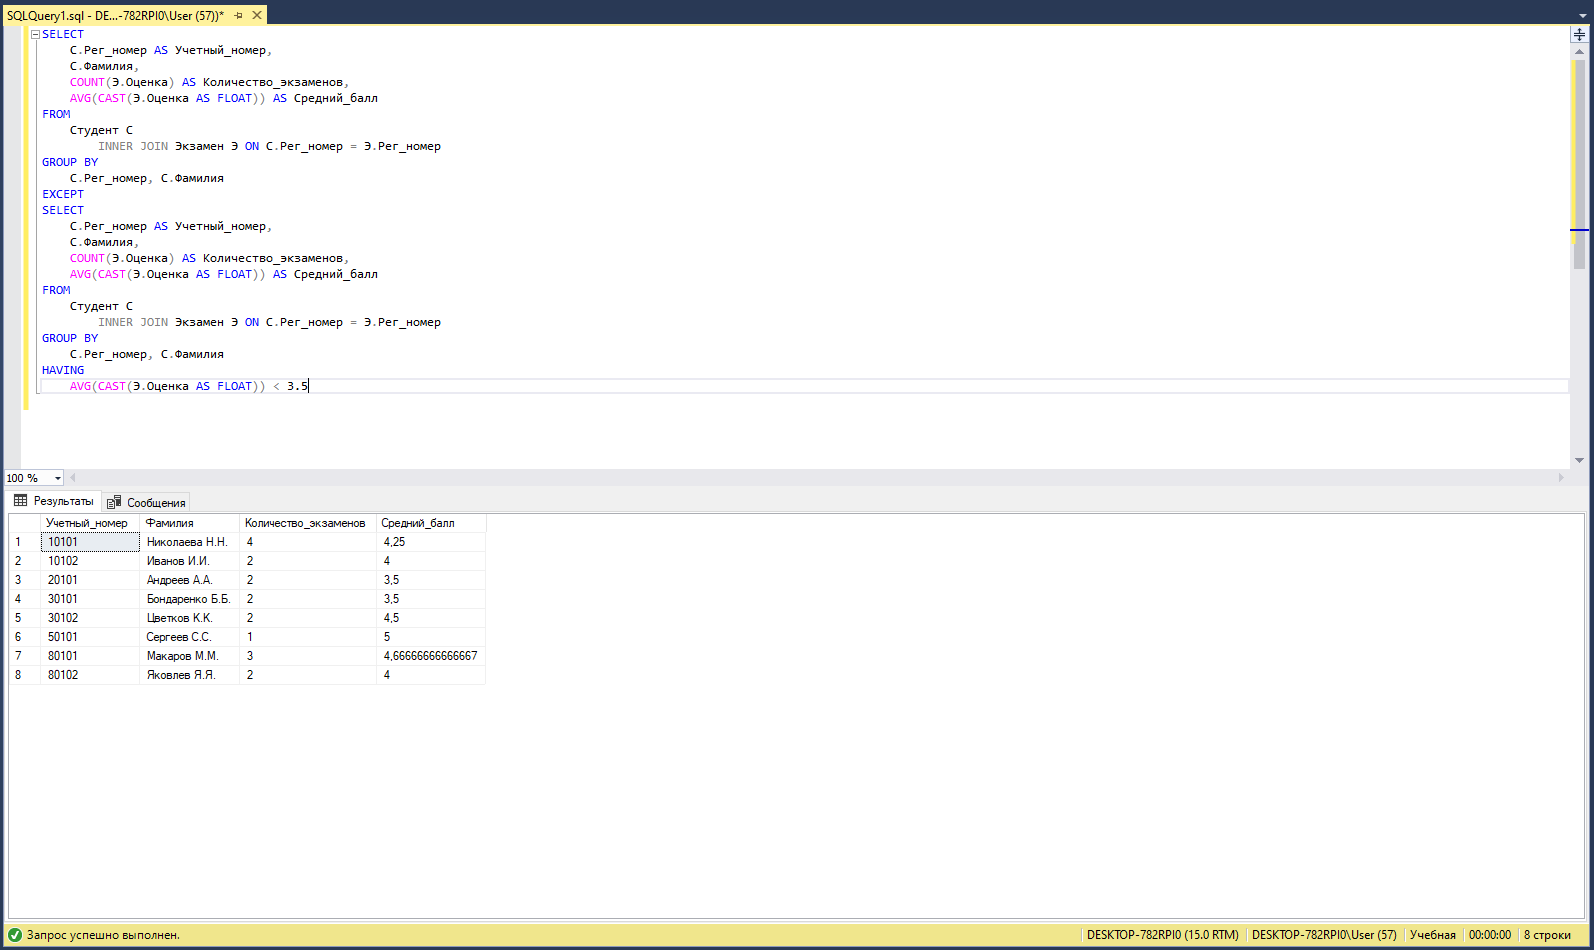 SQLQuery1.sql - DE...-782RPI0\User (57))*
SELECT
С.Рег_номер AS Учетный_номер,
С.Фамилия,
COUNT(Э.Оценка) AS Количество_экзаменов,
AVG(CAST(Э.Оценка AS FLOAT)) AS Средний_балл
FROM
Студент С
INNER JOIN Экзамен Э ON С.Рег_номер = Э.Рег_номер
GROUP BY
С.Рег_номер, С.Фамилия
EXCEPT
SELECT
С.Рег_номер AS Учетный_номер,
С.Фамилия,
COUNT(Э.Оценка) AS Количество_экзаменов,
AVG(CAST(Э.Оценка AS FLOAT)) AS Средний_балл
FROM
Студент С
INNER JOIN Экзамен Э ON С.Рег_номер = Э.Рег_номер
GROUP BY
С.Рег_номер, С.Фамилия
HAVING
AVG(CAST(Э.Оценка AS FLOAT)) < 3.5
100 %
Результаты Сообщения
Учетный_номер Фамилия Количество_экзаменов Средний_балл
1 10101 Николаева Н.Н. 4 4,25
2 10102 Иванов И.И. 2 4
3 20101 Андреев А.А. 2 3,5
4 30101 Бондаренко Б.Б. 2 3,5
5 30102 Цветков К.К. 2 4,5
6 50101 Сергеев С.С. 1 5
7 80101 Макаров М.М. 3 4,66666666666667
8 80102 Яковлев Я.Я. 2 4
Запрос успешно выполнен. DESKTOP-782RPI0 (15.0 RTM) DESKTOP-782RPI0\User (57) Учебная 00:00:00 8 строки